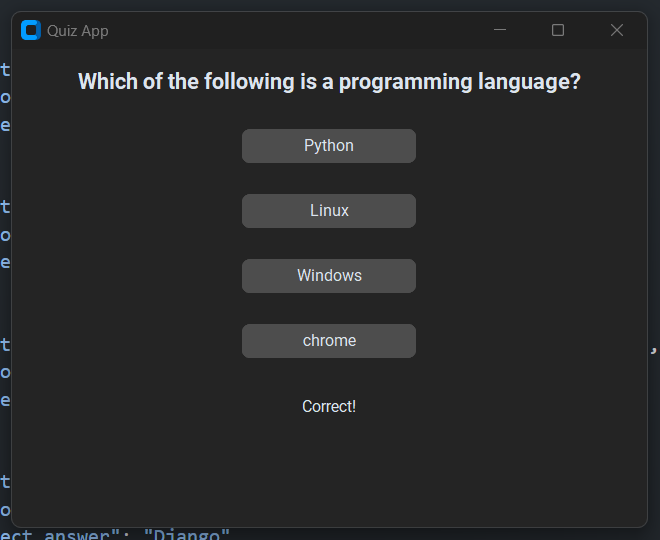 Quiz App
Which of the following is a programming language?
Python
Linux
Windows
chrome
Correct!
ect_answer": "Django"